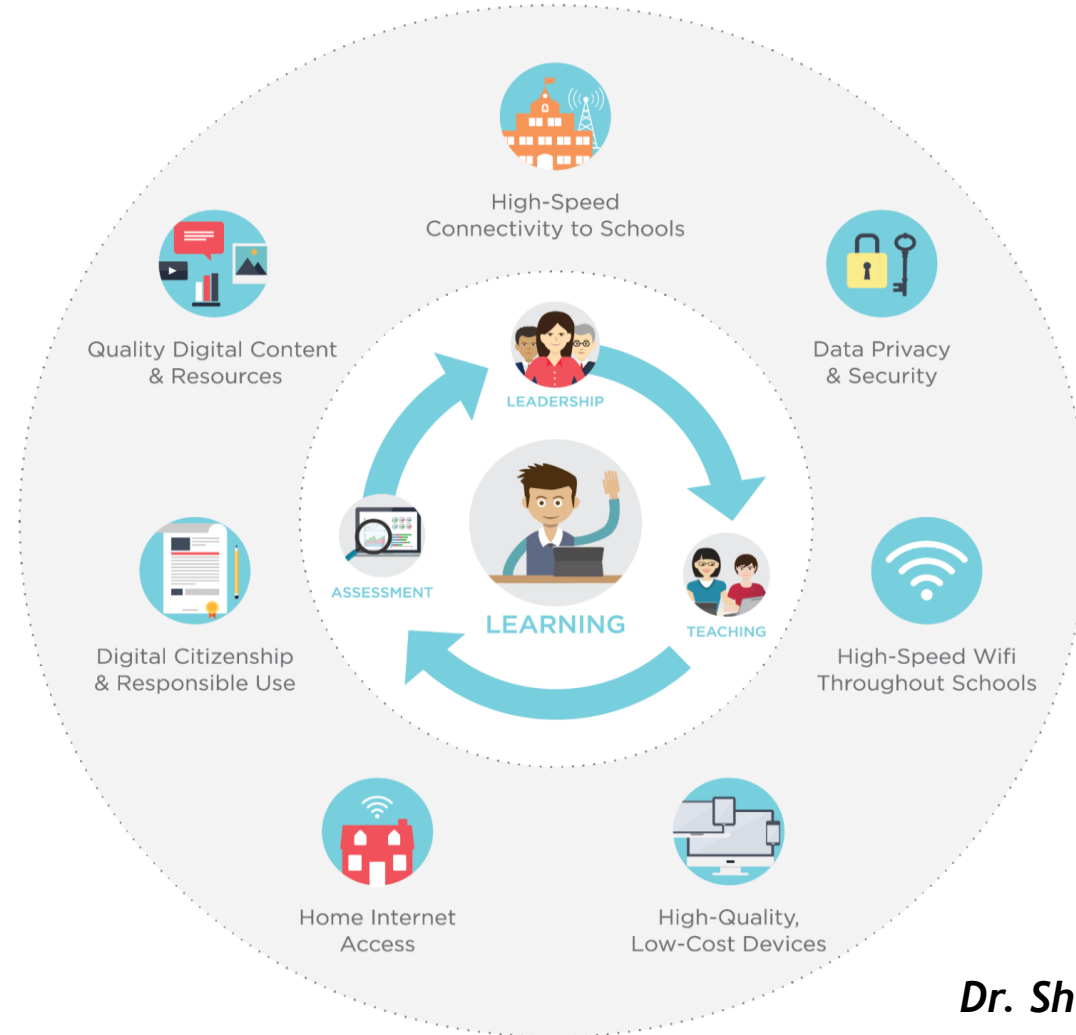 High-Speed
Connectivity to Schools
Quality Digital Content
& Resources
Data Privacy
& Security
LEADERSHIP
ASSESSMENT
LEARNING
TEACHING
Digital Citizenship
& Responsible Use
High-Speed Wifi
Throughout Schools
Home Internet
Access
High-Quality,
Low-Cost Devices
Dr. Sh